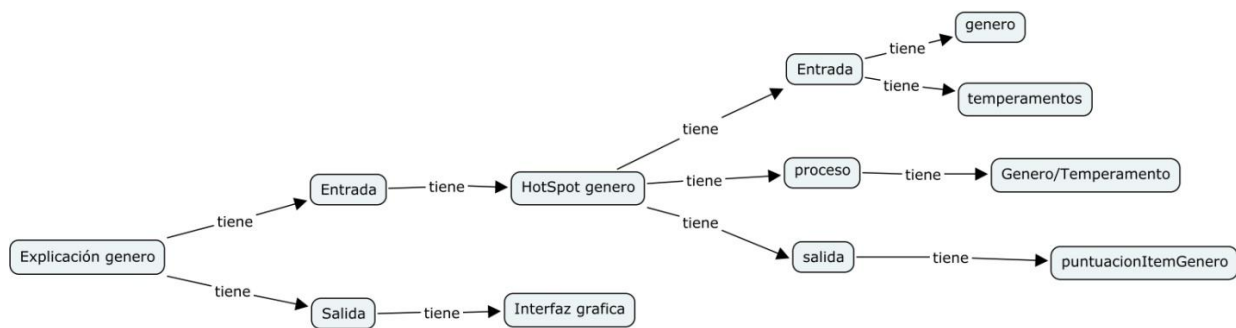 genero
tiene
Entrada
tiene
temperamentos
tiene
Entrada
tiene
HotSpot genero
tiene
proceso
tiene
Genero/Temperamento
tiene
tiene
Explicación genero
salida
tiene
puntuacionItemGenero
tiene
Salida
tiene
Interfaz grafica